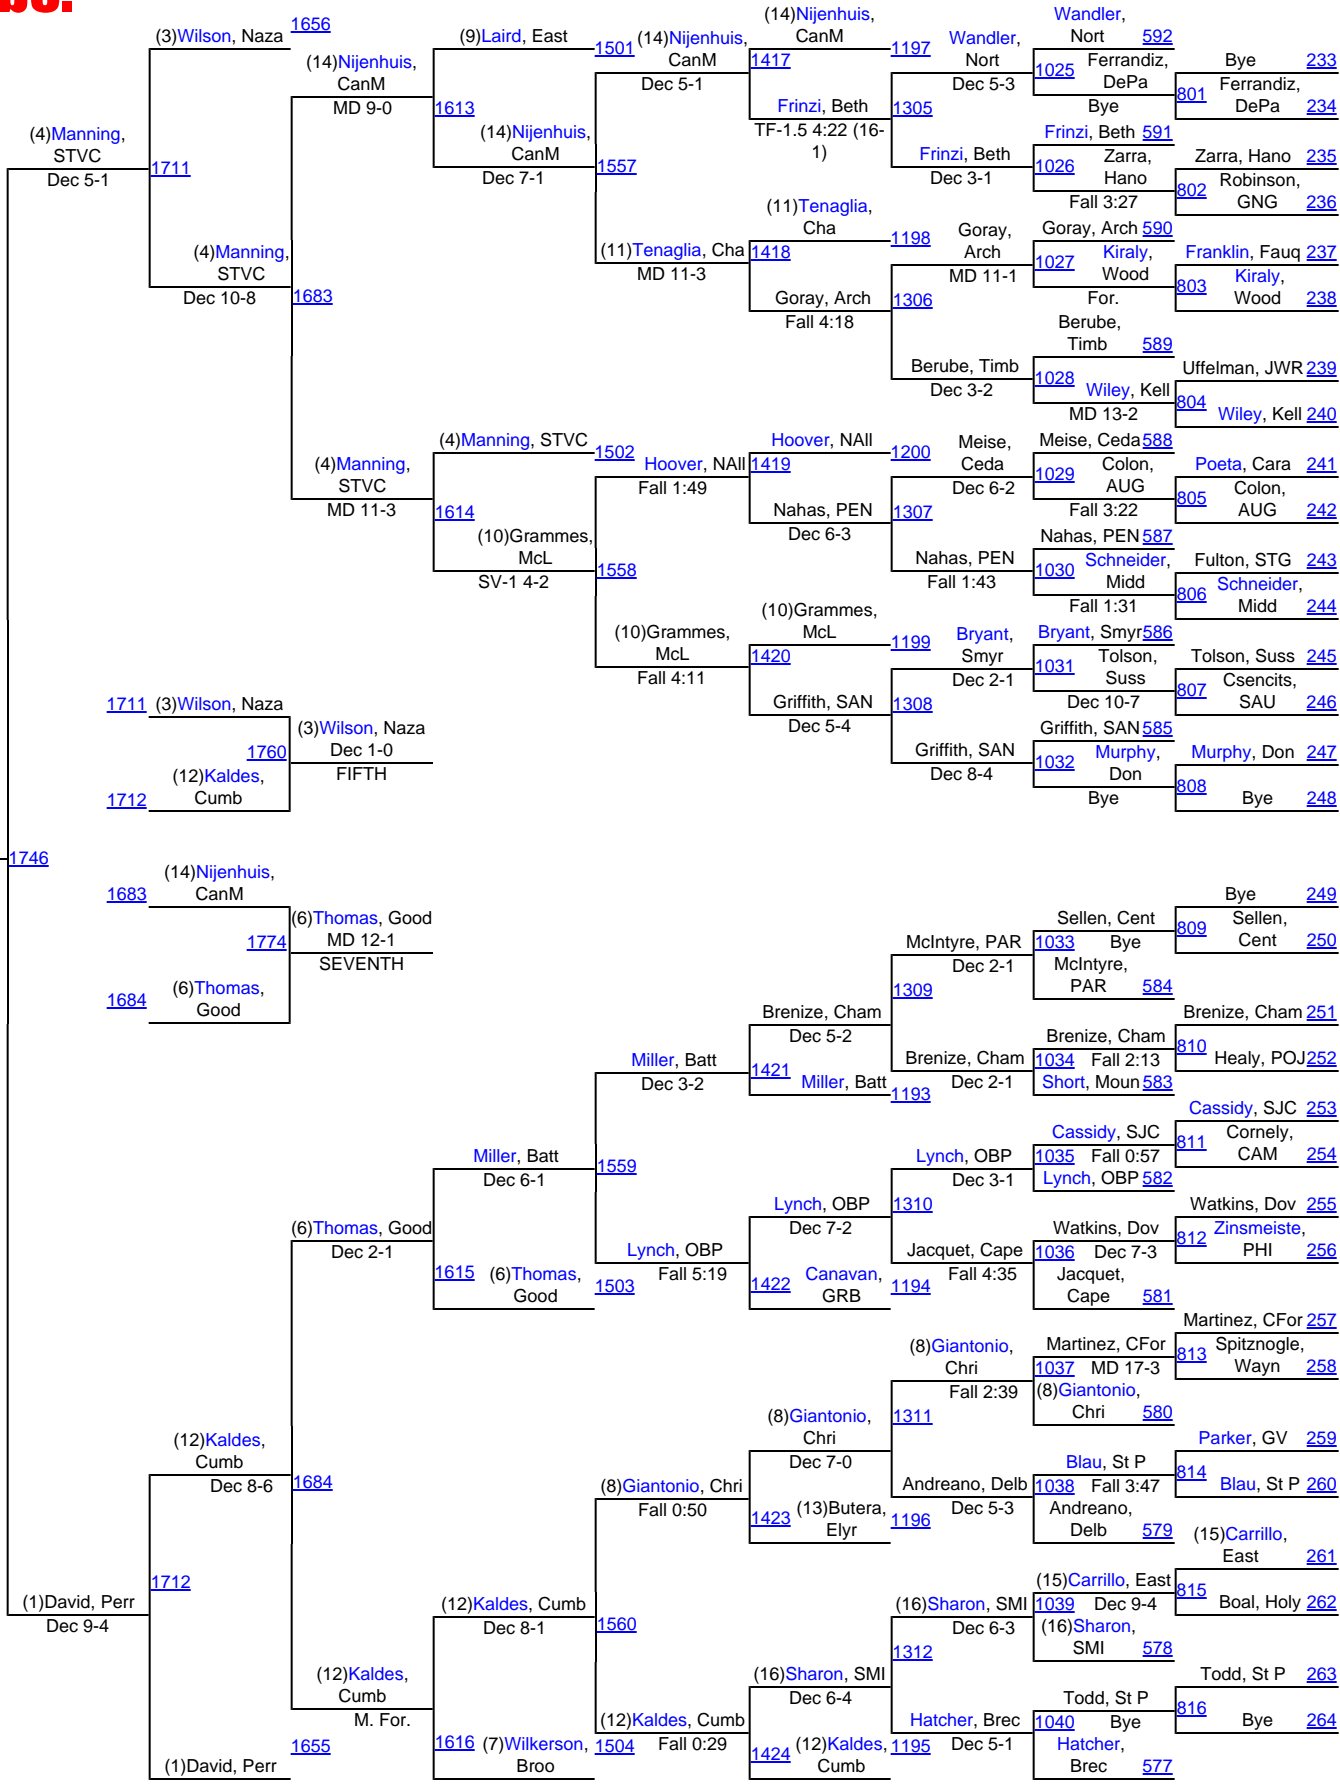 (3)Wilson, Naza 1656
(9)Laird, East
1501
(14)Nijenhuis,
CanM
MD 9-0
1613
(14)Nijenhuis,
CanM
Dec 7-1
1557
(14)Nijenhuis,
CanM
Dec 5-1
1417
(14)Nijenhuis,
CanM
1197
Frinzi, Beth
TF-1.5 4:22 (16-
1)
1305
Wandler,
Nort
Dec 5-3
1025
Wandler,
Nort 592
Ferrandiz,
DePa
Bye
801
Bye 233
Ferrandiz,
DePa 234
Frinzi, Beth
Dec 3-1
1026
Frinzi, Beth 591
Zarra,
Hano
Fall 3:27
802
Zarra, Hano 235
Robinson,
GNG 236
(4)Manning,
STVC
Dec 5-1
1711
(4)Manning,
STVC
Dec 10-8
1683
(11)Tenaglia, Cha
MD 11-3
1418
(11)Tenaglia,
Cha
1198
Goray, Arch
Fall 4:18
1306
Goray,
Arch
MD 11-1
1027
Goray, Arch 590
Kiraly,
Wood
For.
803
Franklin, Fauq 237
Kiraly,
Wood 238
Berube, Timb
Dec 3-2
1028
Berube,
Timb 589
Wiley, Kell
MD 13-2
804
Uffelman, JWR 239
Wiley, Kell 240
(4)Manning,
STVC
MD 11-3
1614
(4)Manning, STVC
1502
(10)Grammes,
McL
SV-1 4-2
1558
Hoover, NAll
Fall 1:49
1419
Hoover, NAll
1200
Nahas, PEN
Dec 6-3
1307
Meise,
Ceda
Dec 6-2
1029
Meise, Ceda 588
Colon,
AUG
Fall 3:22
805
Poeta, Cara 241
Colon,
AUG 242
Nahas, PEN
Fall 1:43
1030
Nahas, PEN 587
Schneider,
Midd
Fall 1:31
806
Fulton, STG 243
Schneider,
Midd 244
(10)Grammes,
McL
Fall 4:11
1420
(10)Grammes,
McL
1199
Griffith, SAN
Dec 5-4
1308
Bryant,
Smyr
Dec 2-1
1031
Bryant, Smyr 586
Tolson,
Suss
Dec 10-7
807
Tolson, Suss 245
Csencits,
SAU 246
Griffith, SAN
Dec 8-4
1032
Griffith, SAN 585
Murphy,
Don
Bye
808
Murphy, Don 247
Bye 248
1711 (3)Wilson, Naza
1760
(3)Wilson, Naza
Dec 1-0
FIFTH
1712
(12)Kaldes,
Cumb
1746
1683
(14)Nijenhuis,
CanM
1774
(6)Thomas, Good
MD 12-1
SEVENTH
1684
(6)Thomas,
Good
McIntyre, PAR
Dec 2-1
1033
Sellen, Cent
Bye
McIntyre,
PAR 584
809
Bye 249
Sellen,
Cent 250
1309
Brenize, Cham
Dec 5-2
1421
Miller, Batt
1193
Miller, Batt
Dec 3-2
Brenize, Cham
Dec 2-1
1034
Brenize, Cham
Fall 2:13
Short, Moun 583
810
Brenize, Cham 251
Healy, POJ 252
Miller, Batt
Dec 6-1
1559
Lynch, OBP
Dec 3-1
1035
Cassidy, SJC
Fall 0:57
Lynch, OBP 582
811
Cassidy, SJC 253
Cornely,
CAM 254
1310
Lynch, OBP
Dec 7-2
Lynch, OBP
Fall 5:19
1422
Canavan,
GRB
1194
Jacquet, Cape
Fall 4:35
1036
Watkins, Dov
Dec 7-3
Jacquet,
Cape 581
812
Watkins, Dov 255
Zinsmeiste,
PHI 256
(6)Thomas, Good
Dec 2-1
1615
(6)Thomas,
Good
1503
(8)Giantonio,
Chri
Fall 2:39
1037
Martinez, CFor
MD 17-3
(8)Giantonio,
Chri 580
813
Martinez, CFor 257
Spitznogle,
Wayn 258
1311
(8)Giantonio,
Chri
Dec 7-0
(8)Giantonio, Chri
Fall 0:50
1423
(13)Butera,
Elyr
1196
Andreano, Delb
Dec 5-3
1038
Blau, St P
Fall 3:47
Andreano,
Delb 579
814
Parker, GV 259
Blau, St P 260
(12)Kaldes,
Cumb
Dec 8-6
1684
1712
(1)David, Perr
Dec 9-4
(12)Kaldes, Cumb
Dec 8-1
1560
(16)Sharon, SMI
Dec 6-3
1039
(15)Carrillo, East
Dec 9-4
(16)Sharon,
SMI 578
815
(15)Carrillo,
East 261
Boal, Holy 262
1312
(16)Sharon, SMI
Dec 6-4
(12)Kaldes, Cumb
Fall 0:29
1424
(12)Kaldes,
Cumb
1195
Hatcher, Brec
Dec 5-1
1040
Todd, St P
Bye
Hatcher,
Brec 577
816
Todd, St P 263
Bye 264
(12)Kaldes,
Cumb
M. For.
1616
(7)Wilkerson,
Broo
1504
1655
(1)David, Perr